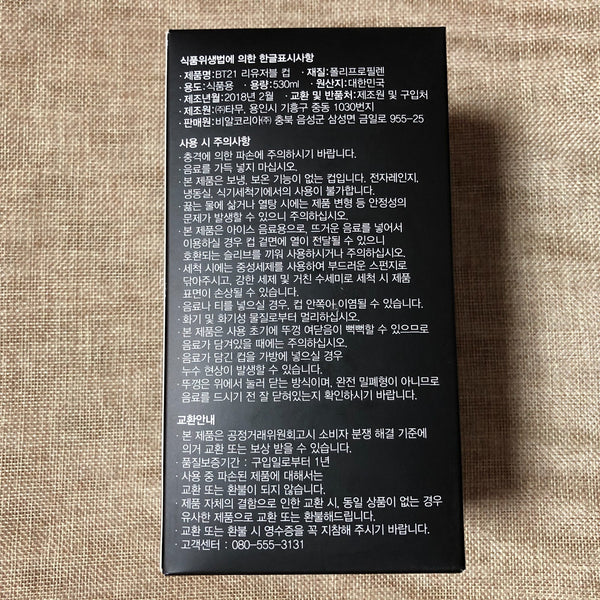 식품위생법에 의한 한글표시사항
· 제품명: BT21 리유저블 컵 · 재질: 폴리프로필렌
· 용도: 식품용 · 용량: 530ml · 원산지: 대한민국
· 제조년월: 2018년 2월 · 교환 및 반품처: 제조원 및 구입처
· 제조원: ㈜타무, 용인시 기흥구 중동 1030번지
· 판매원: 비알코리아㈜ 충북 음성군 삼성면 금일로 955-25
사용 시 주의사항
· 충격에 의한 파손에 주의하시기 바랍니다.
· 음료를 가득 넣지 마십시오.
· 본 제품은 보냉, 보온 기능이 없는 컵입니다. 전자레인지,
냉동실, 식기세척기에서의 사용이 불가합니다.
끓는 물에 삶거나 열탕 시에는 제품 변형 등 안정성의
문제가 발생할 수 있으니 주의하십시오.
· 본 제품은 아이스 음료용으로, 뜨거운 음료를 넣어서
이용하실 경우 컵 겉면에 열이 전달될 수 있으니
호환되는 슬리브를 끼워 사용하시거나 주의하십시오.
· 세척 시에는 중성세제를 사용하여 부드러운 스펀지로
닦아주시고, 강한 세제 및 거친 수세미로 세척 시 제품
표면이 손상될 수 있습니다.
· 음료나 티를 넣으실 경우, 컵 안쪽이 이염될 수 있습니다.
· 화기 및 화기성 물질로부터 멀리하십시오.
· 본 제품은 사용 초기에 뚜껑 여닫음이 빡빡할 수 있으므로
음료가 담겨있을 때에는 주의하십시오.
· 음료가 담긴 컵을 가방에 넣으실 경우
누수 현상이 발생할 수 있습니다.
· 뚜껑은 위에서 눌러 닫는 방식이며, 완전 밀폐형이 아니므로
음료를 드시기 전 잘 닫혀있는지 확인하시기 바랍니다.
교환안내
· 본 제품은 공정거래위원회고시 소비자 분쟁 해결 기준에
의거 교환 또는 보상 받을 수 있습니다.
· 품질보증기간 : 구입일로부터 1년
· 사용 중 파손된 제품에 대해서는
교환 또는 환불이 되지 않습니다.
· 제품 자체의 결함으로 인한 교환 시, 동일 상품이 없는 경우
유사한 제품으로 교환 또는 환불해드립니다.
· 교환 또는 환불 시 영수증을 꼭 지참해 주시기 바랍니다.
· 고객센터 : 080-555-3131